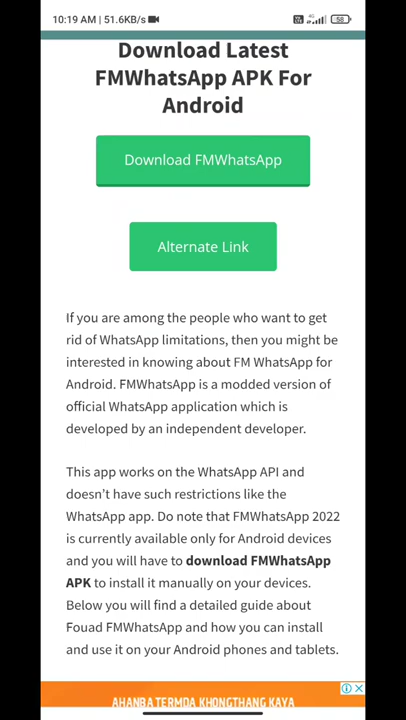 10:19 AM | 51.6KB/s
4G
58
Download Latest
FMWhatsApp APK For
Android
Download FMWhatsApp
Alternate Link
If you are among the people who want to get
rid of WhatsApp limitations, then you might be
interested in knowing about FM WhatsApp for
Android. FMWhatsApp is a modded version of
official WhatsApp application which is
developed by an independent developer.
This app works on the WhatsApp API and
doesn’t have such restrictions like the
WhatsApp app. Do note that FMWhatsApp 2022
is currently available only for Android devices
and you will have to download FMWhatsApp
APK to install it manually on your devices.
Below you will find a detailed guide about
Fouad FMWhatsApp and how you can install
and use it on your Android phones and tablets.
AHANBA TERMDA KHONGTHANG KAYA